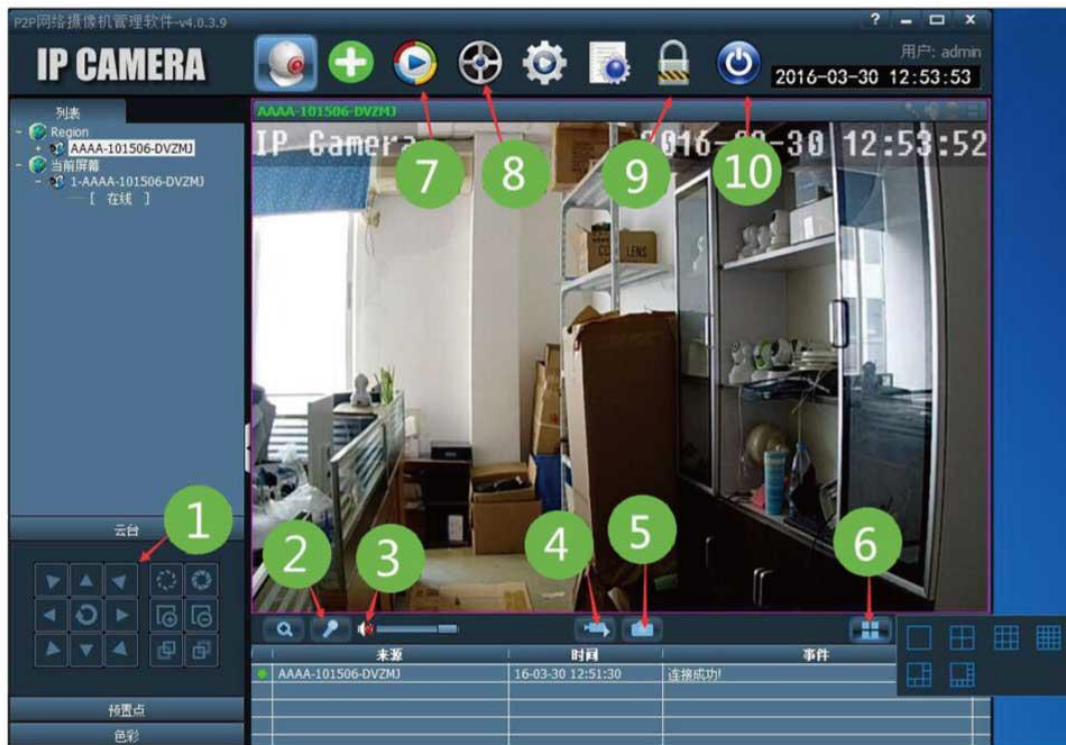 P2P网络摄像机管理软件-v4.0.3.9
?
IP CAMERA
用户: admin
2016-03-30 12:53:53
列表
Region
AAAA-101506-DVZMJ
当前屏幕
1-AAAA-101506-DVZMJ
[ 在线 ]
AAAA-101506-DVZMJ
IP Camera 2016-03-30 12:53:52
7
8
9
10
云台
1
2
3
4
5
6
来源 时间 事件
AAAA-101506-DVZMJ 16-03-30 12:51:30 连接成功!
预置点
色彩